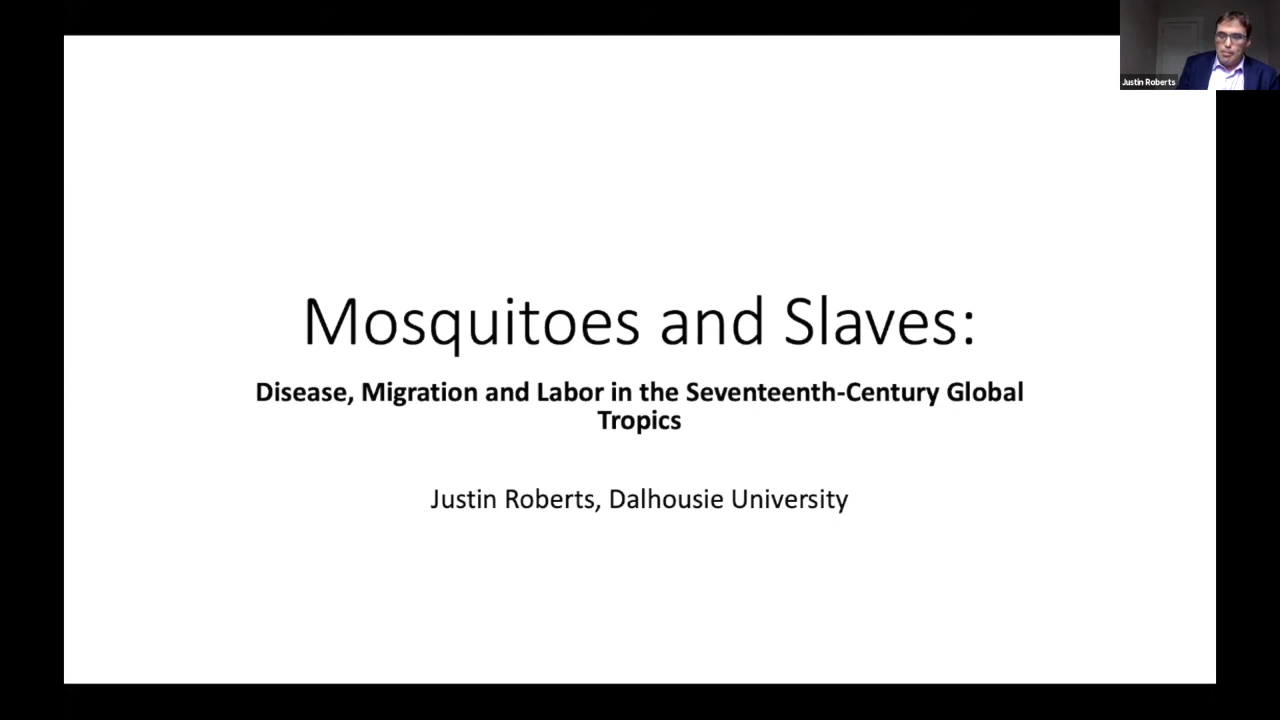 Justin Roberts
Mosquitoes and Slaves:
Disease, Migration and Labor in the Seventeenth-Century Global
Tropics
Justin Roberts, Dalhousie University